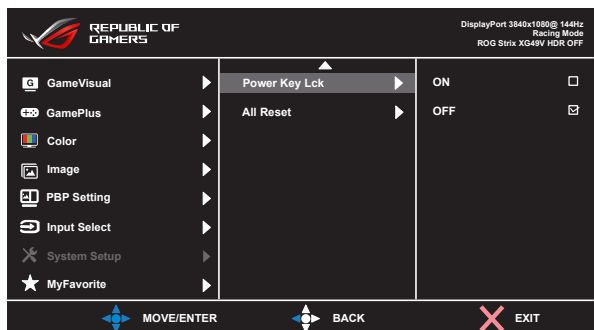 REPUBLIC OF
GAMERS
DisplayPort 3840x1080@ 144Hz
Racing Mode
ROG Strix XG49V HDR OFF
G GameVisual
GamePlus
Color
Image
PBP Setting
Input Select
System Setup
MyFavorite
Power Key Lck
All Reset
ON
OFF
MOVE/ENTER
BACK
EXIT